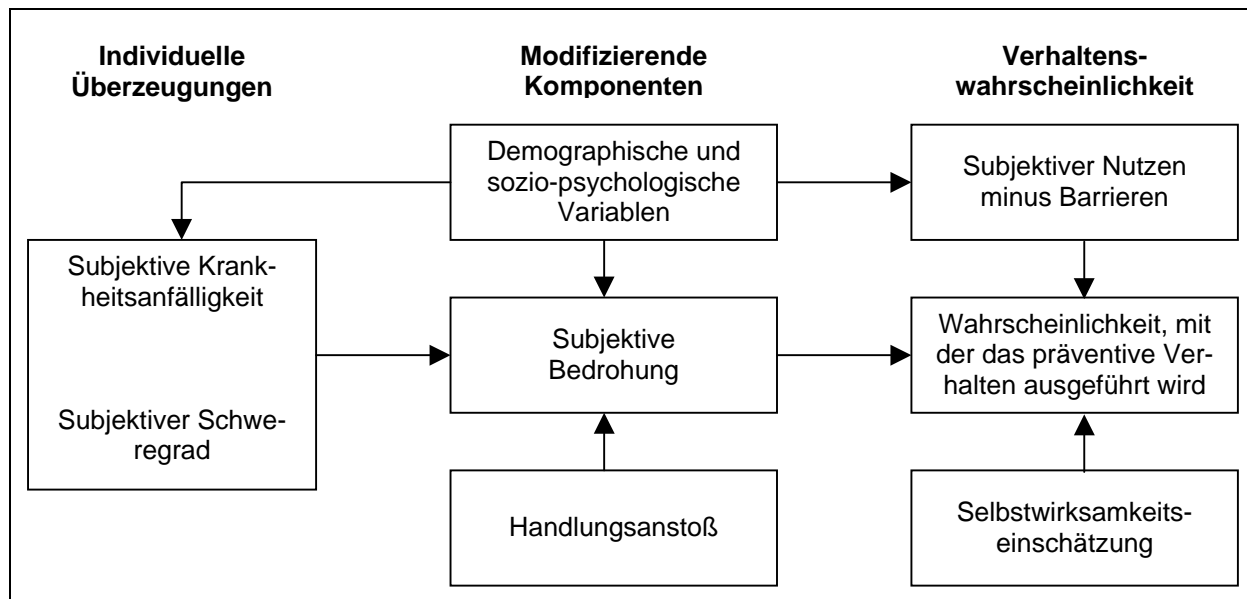 Individuelle
Überzeugungen
Modifizierende
Komponenten
Verhaltens-
wahrscheinlichkeit
Demographische und
sozio-psychologische
Variablen
Subjektiver Nutzen
minus Barrieren
Subjektive Krank-
heitsanfälligkeit
Subjektiver Schwe-
regrad
Subjektive
Bedrohung
Wahrscheinlichkeit, mit
der das präventive Ver-
halten ausgeführt wird
Handlungsanstoß
Selbstwirksamkeits-
einschätzung